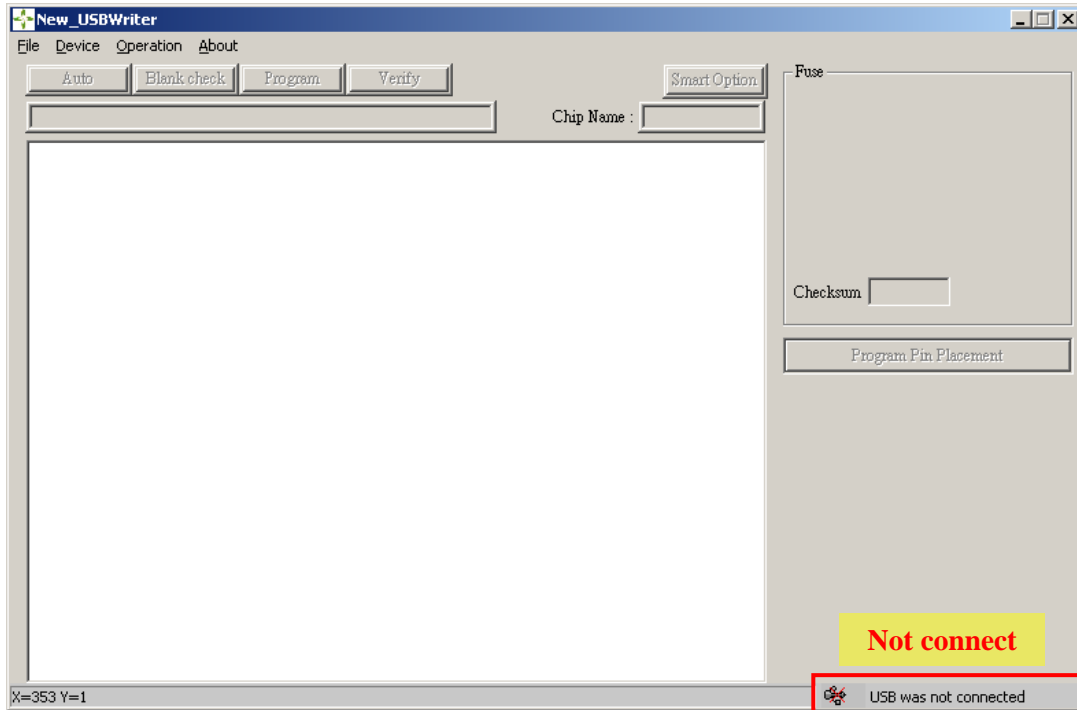 New_USBWriter
File Device Operation About
Auto Blank check Program Verify Smart Option
Chip Name :
Fuse
Checksum
Program Pin Placement
Not connect
X=353 Y=1
USB was not connected